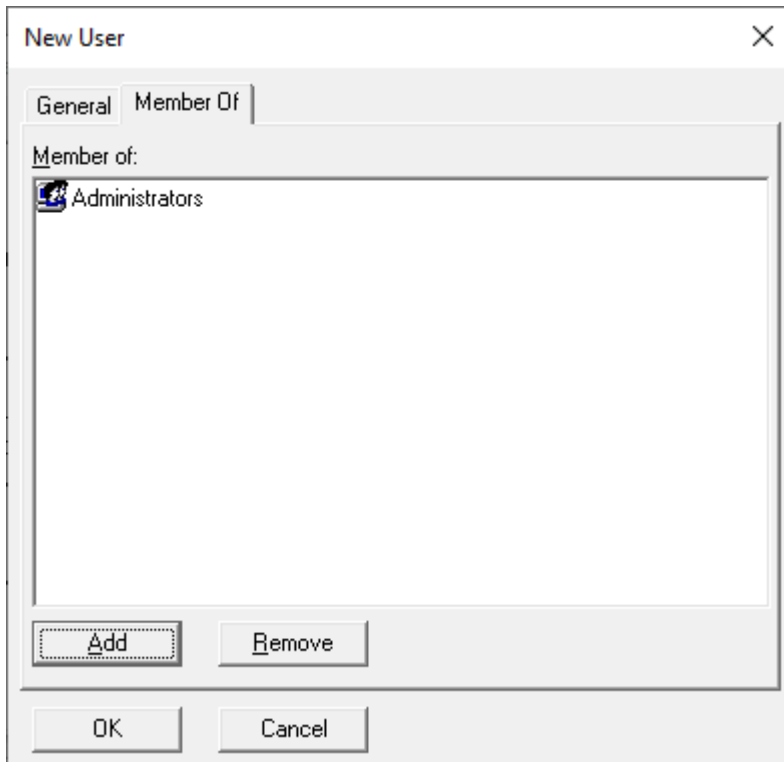 New User
General Member Of
Member of:
Administrators
Add Remove
OK Cancel